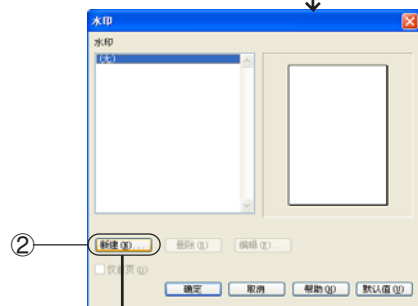 水印
水印
(无)
②
新建(N)... 删除(X) 编辑(E)...
仅首页(Q)
确定 取消 帮助(H) 默认值(U)